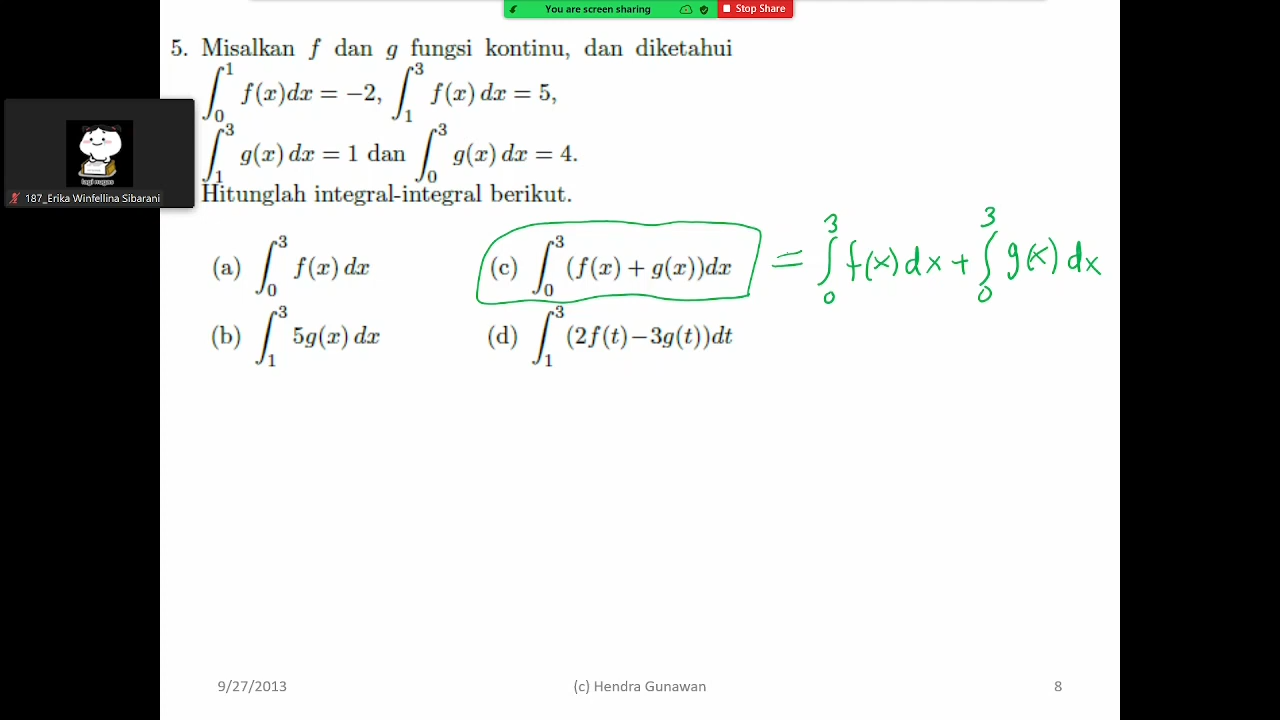 You are screen sharing
Stop Share
5. Misalkan f dan g fungsi kontinu, dan diketahui
∫₀¹ f(x)dx = −2, ∫₁³ f(x) dx = 5,
∫₁³ g(x) dx = 1 dan ∫₀³ g(x) dx = 4.
187_Erika Winfellina Sibarani
Hitunglah integral-integral berikut.
(a) ∫₀³ f(x) dx (c) ∫₀³ (f(x) + g(x))dx = ∫₀³ f(x) dx + ∫₀³ g(x) dx
(b) ∫₁³ 5g(x) dx (d) ∫₁³ (2f(t)−3g(t))dt
9/27/2013 (c) Hendra Gunawan 8